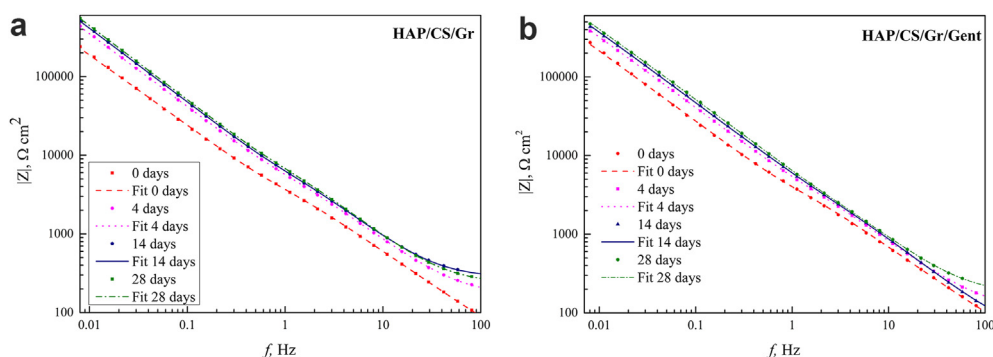 a
HAP/CS/Gr
|Z|, Ω cm²
100000
10000
1000
100
0 days
Fit 0 days
4 days
Fit 4 days
14 days
Fit 14 days
28 days
Fit 28 days
0.01
0.1
1
10
100
f, Hz
b
HAP/CS/Gr/Gent
|Z|, Ω cm²
100000
10000
1000
100
0 days
Fit 0 days
4 days
Fit 4 days
14 days
Fit 14 days
28 days
Fit 28 days
0.01
0.1
1
10
100
f, Hz